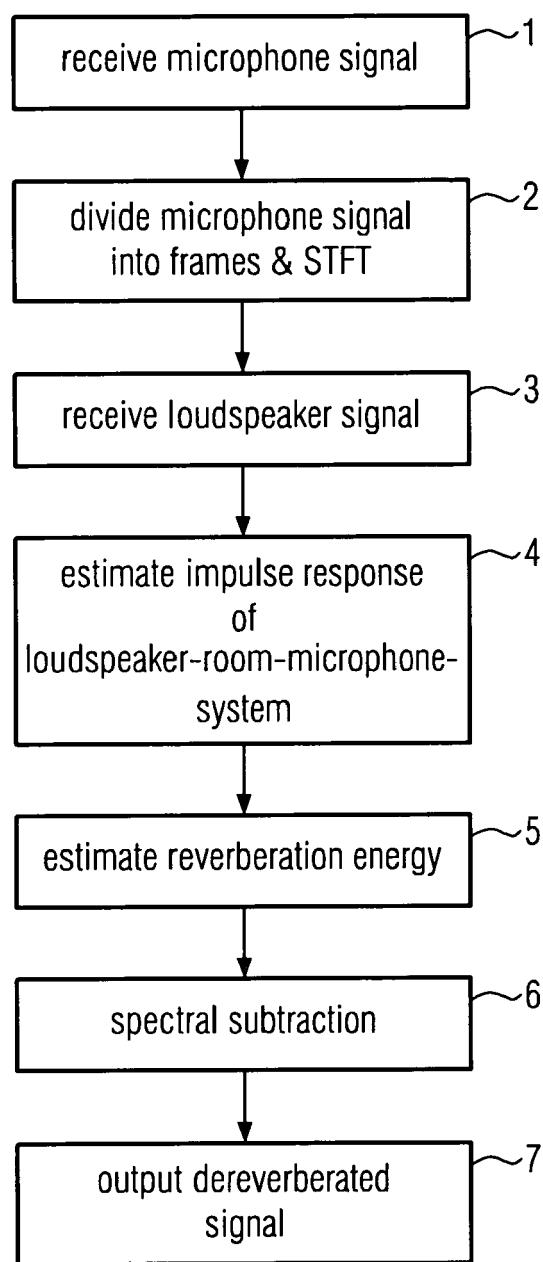 receive microphone signal
1
divide microphone signal
into frames & STFT
2
receive loudspeaker signal
3
estimate impulse response
of
loudspeaker-room-microphone-
system
4
estimate reverberation energy
5
spectral subtraction
6
output dereverberated
signal
7